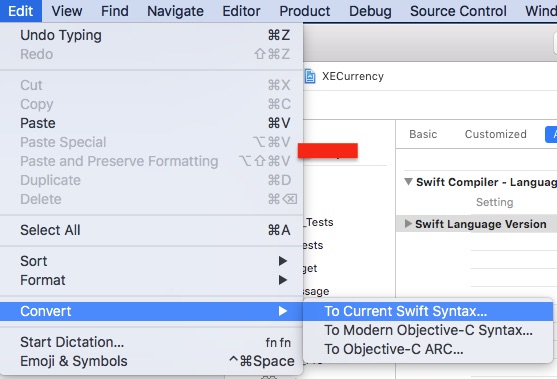 Edit View Find Navigate Editor Product Debug Source Control Wind
Undo Typing ⌘Z
Redo ⇧⌘Z
Cut ⌘X
Copy ⌘C
Paste ⌘V
Paste Special ⌥⌘V
Paste and Preserve Formatting ⌥⇧⌘V
Duplicate ⌘D
Delete ⌘⌫
Select All ⌘A
Sort
Format
Convert
Start Dictation... fn fn
Emoji & Symbols ^⌘Space
To Current Swift Syntax...
To Modern Objective-C Syntax...
To Objective-C ARC...
XECurrency
Basic Customized
Swift Compiler - Language
Setting
Swift Language Version
_Tests
ests
get
ssage